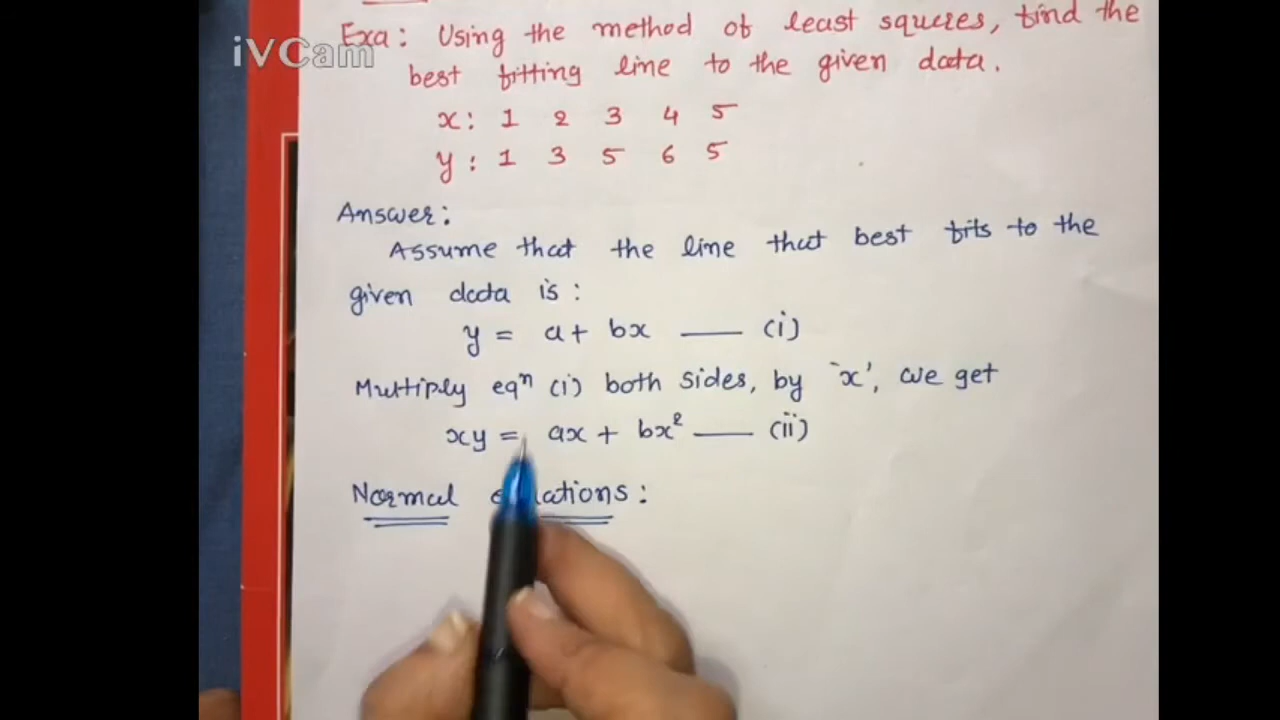 iVCam
Exa: Using the method of least squares, find the
best fitting line to the given data.
x: 1 2 3 4 5
y: 1 3 5 6 5
Answer:
Assume that the line that best fits to the
given data is:
y = a + bx —— (i)
Multiply eqⁿ (i) both sides, by 'x', we get
xy = ax + bx² —— (ii)
Normal :